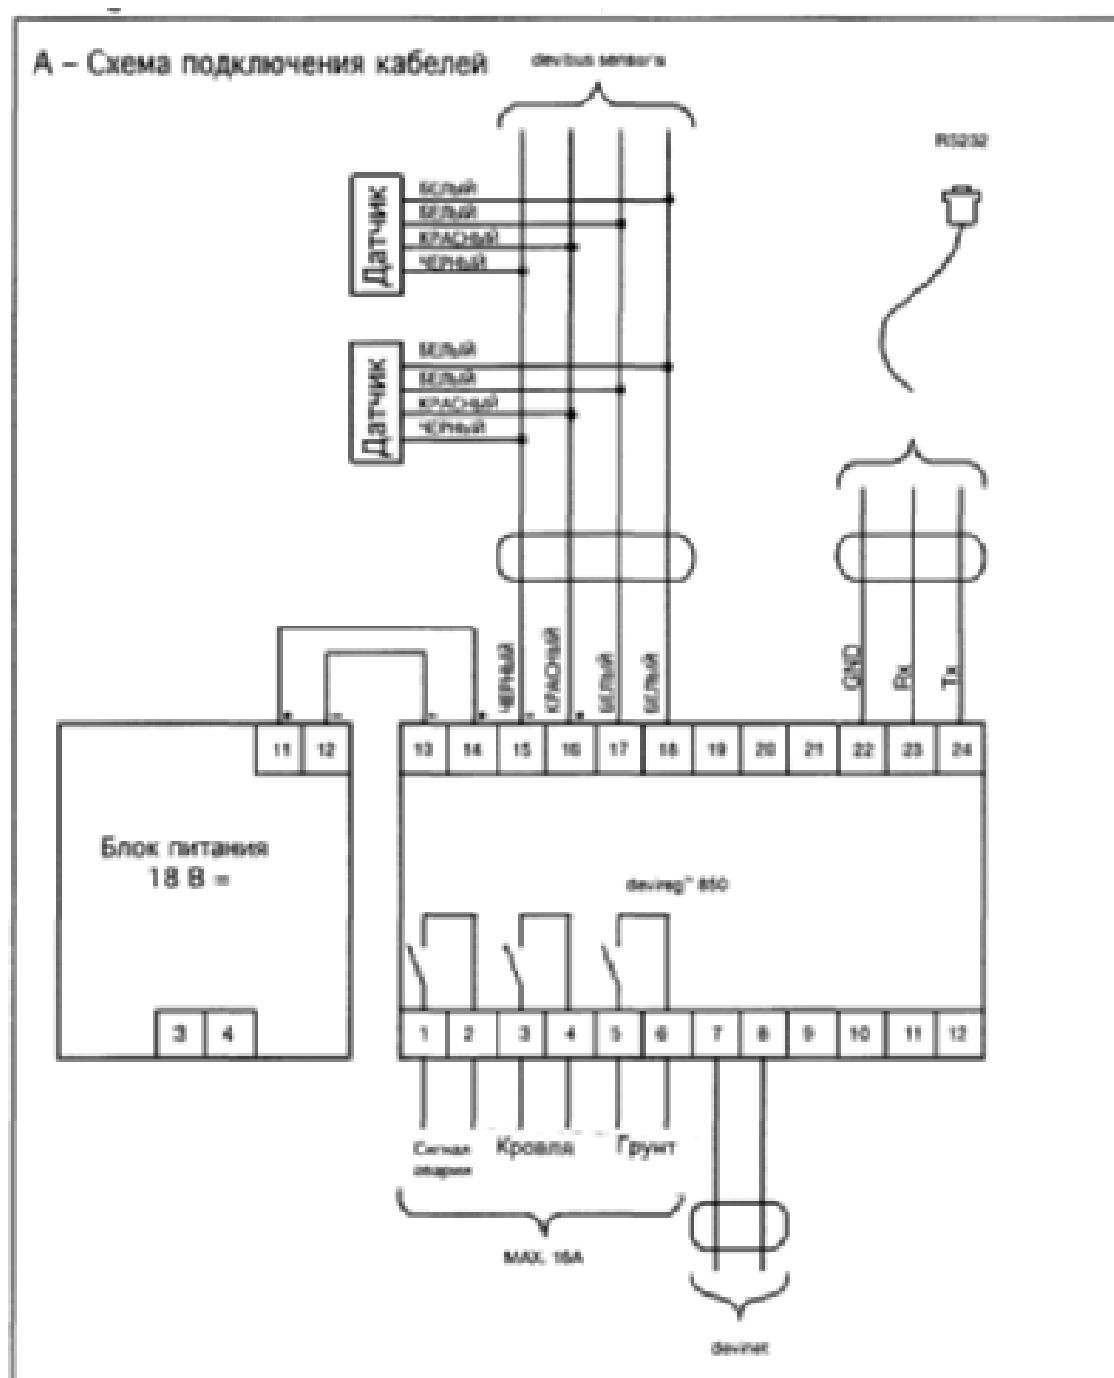 А – Схема подключения кабелей
devibus sensor's
RS232
Датчик
БЕЛЫЙ
БЕЛЫЙ
КРАСНЫЙ
ЧЕРНЫЙ
Датчик
БЕЛЫЙ
БЕЛЫЙ
КРАСНЫЙ
ЧЕРНЫЙ
ЧЕРНЫЙ
КРАСНЫЙ
БЕЛЫЙ
БЕЛЫЙ
GND
Rx
Tx
11 12
13 14 15 16 17 18 19 20 21 22 23 24
Блок питания
18 В =
devireg™ 850
3 4
1 2 3 4 5 6 7 8 9 10 11 12
Сигнал
аварии
Кровля
Грунт
MAX. 16A
devinet